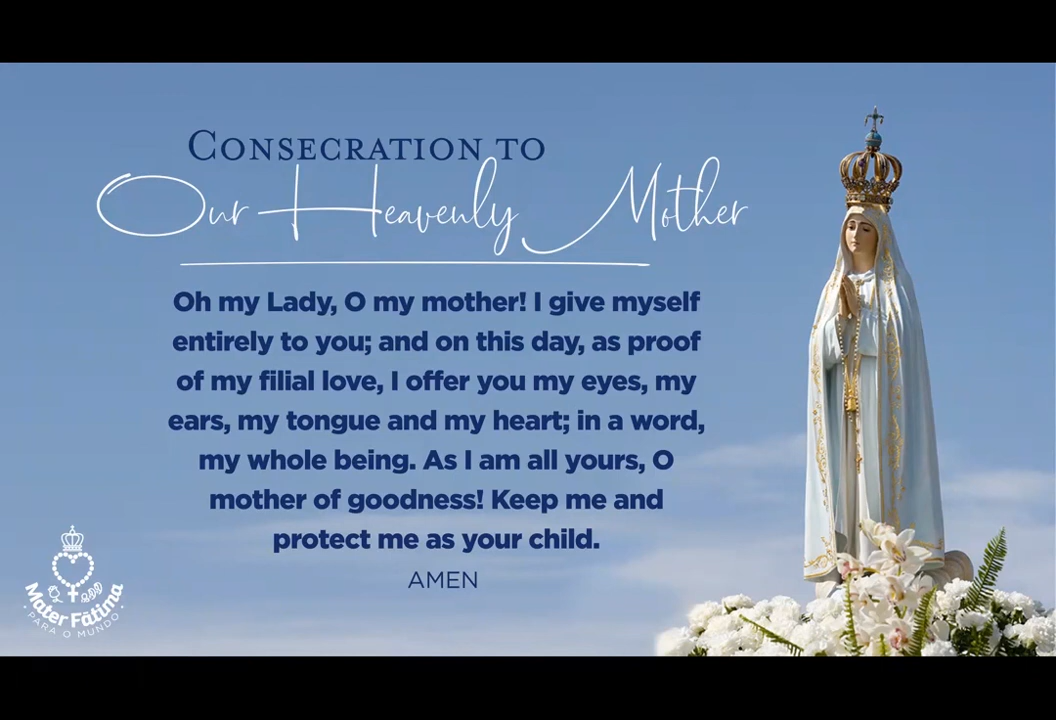 CONSECRATION TO
Our Heavenly Mother
Oh my Lady, O my mother! I give myself
entirely to you; and on this day, as proof
of my filial love, I offer you my eyes, my
ears, my tongue and my heart; in a word,
my whole being. As I am all yours, O
mother of goodness! Keep me and
protect me as your child.
AMEN
Mater Fátima
PARA O MUNDO